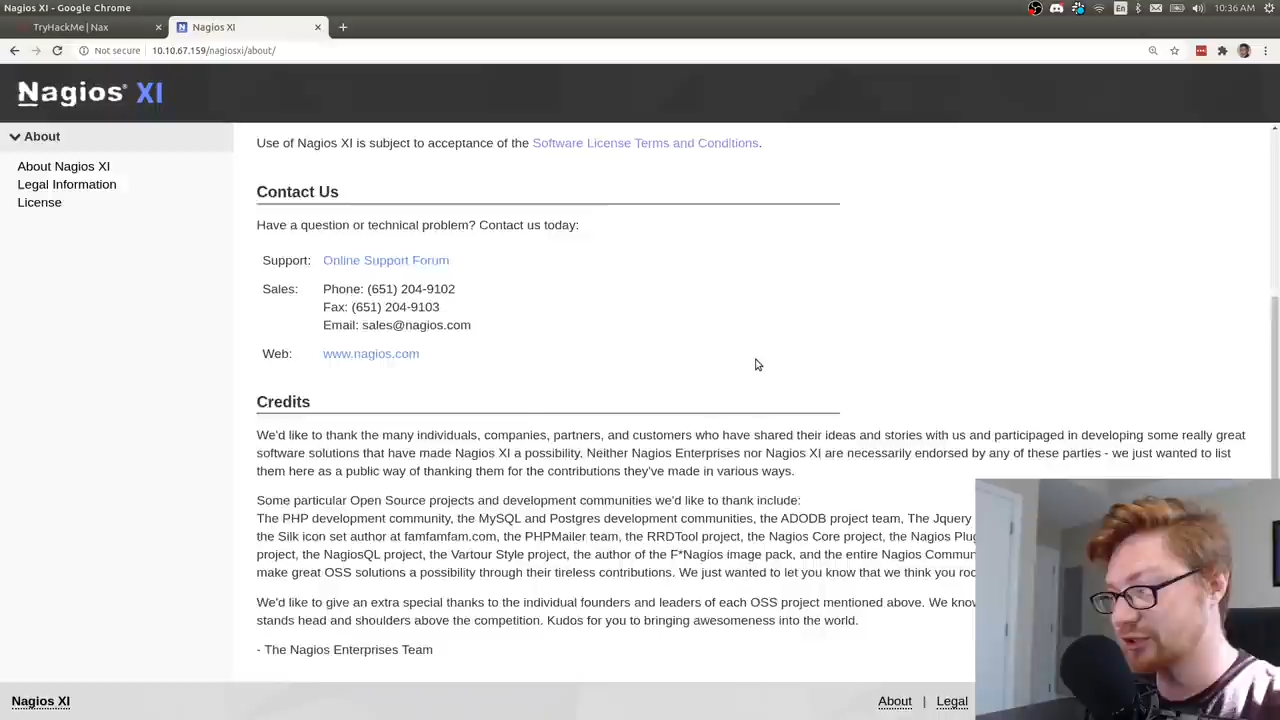 Nagios XI - Google Chrome
En
10:36 AM
TryHackMe | Nax
Nagios XI
Not secure
10.10.67.159/nagiosxi/about/
Nagios® XI
About
About Nagios XI
Legal Information
License
Use of Nagios XI is subject to acceptance of the Software License Terms and Conditions.
Contact Us
Have a question or technical problem? Contact us today:
Support: Online Support Forum
Sales: Phone: (651) 204-9102
Fax: (651) 204-9103
Email: sales@nagios.com
Web: www.nagios.com
Credits
We'd like to thank the many individuals, companies, partners, and customers who have shared their ideas and stories with us and participaged in developing some really great
software solutions that have made Nagios XI a possibility. Neither Nagios Enterprises nor Nagios XI are necessarily endorsed by any of these parties - we just wanted to list
them here as a public way of thanking them for the contributions they've made in various ways.
Some particular Open Source projects and development communities we'd like to thank include:
The PHP development community, the MySQL and Postgres development communities, the ADODB project team, The Jquery
the Silk icon set author at famfamfam.com, the PHPMailer team, the RRDTool project, the Nagios Core project, the Nagios
project, the NagiosQL project, the Vartour Style project, the author of the F*Nagios image pack, and the entire Nagios
make great OSS solutions a possibility through their tireless contributions. We just wanted to let you know that we think you
We'd like to give an extra special thanks to the individual founders and leaders of each OSS project mentioned above. We
stands head and shoulders above the competition. Kudos for you to bringing awesomeness into the world.
- The Nagios Enterprises Team
Nagios XI
About | Legal